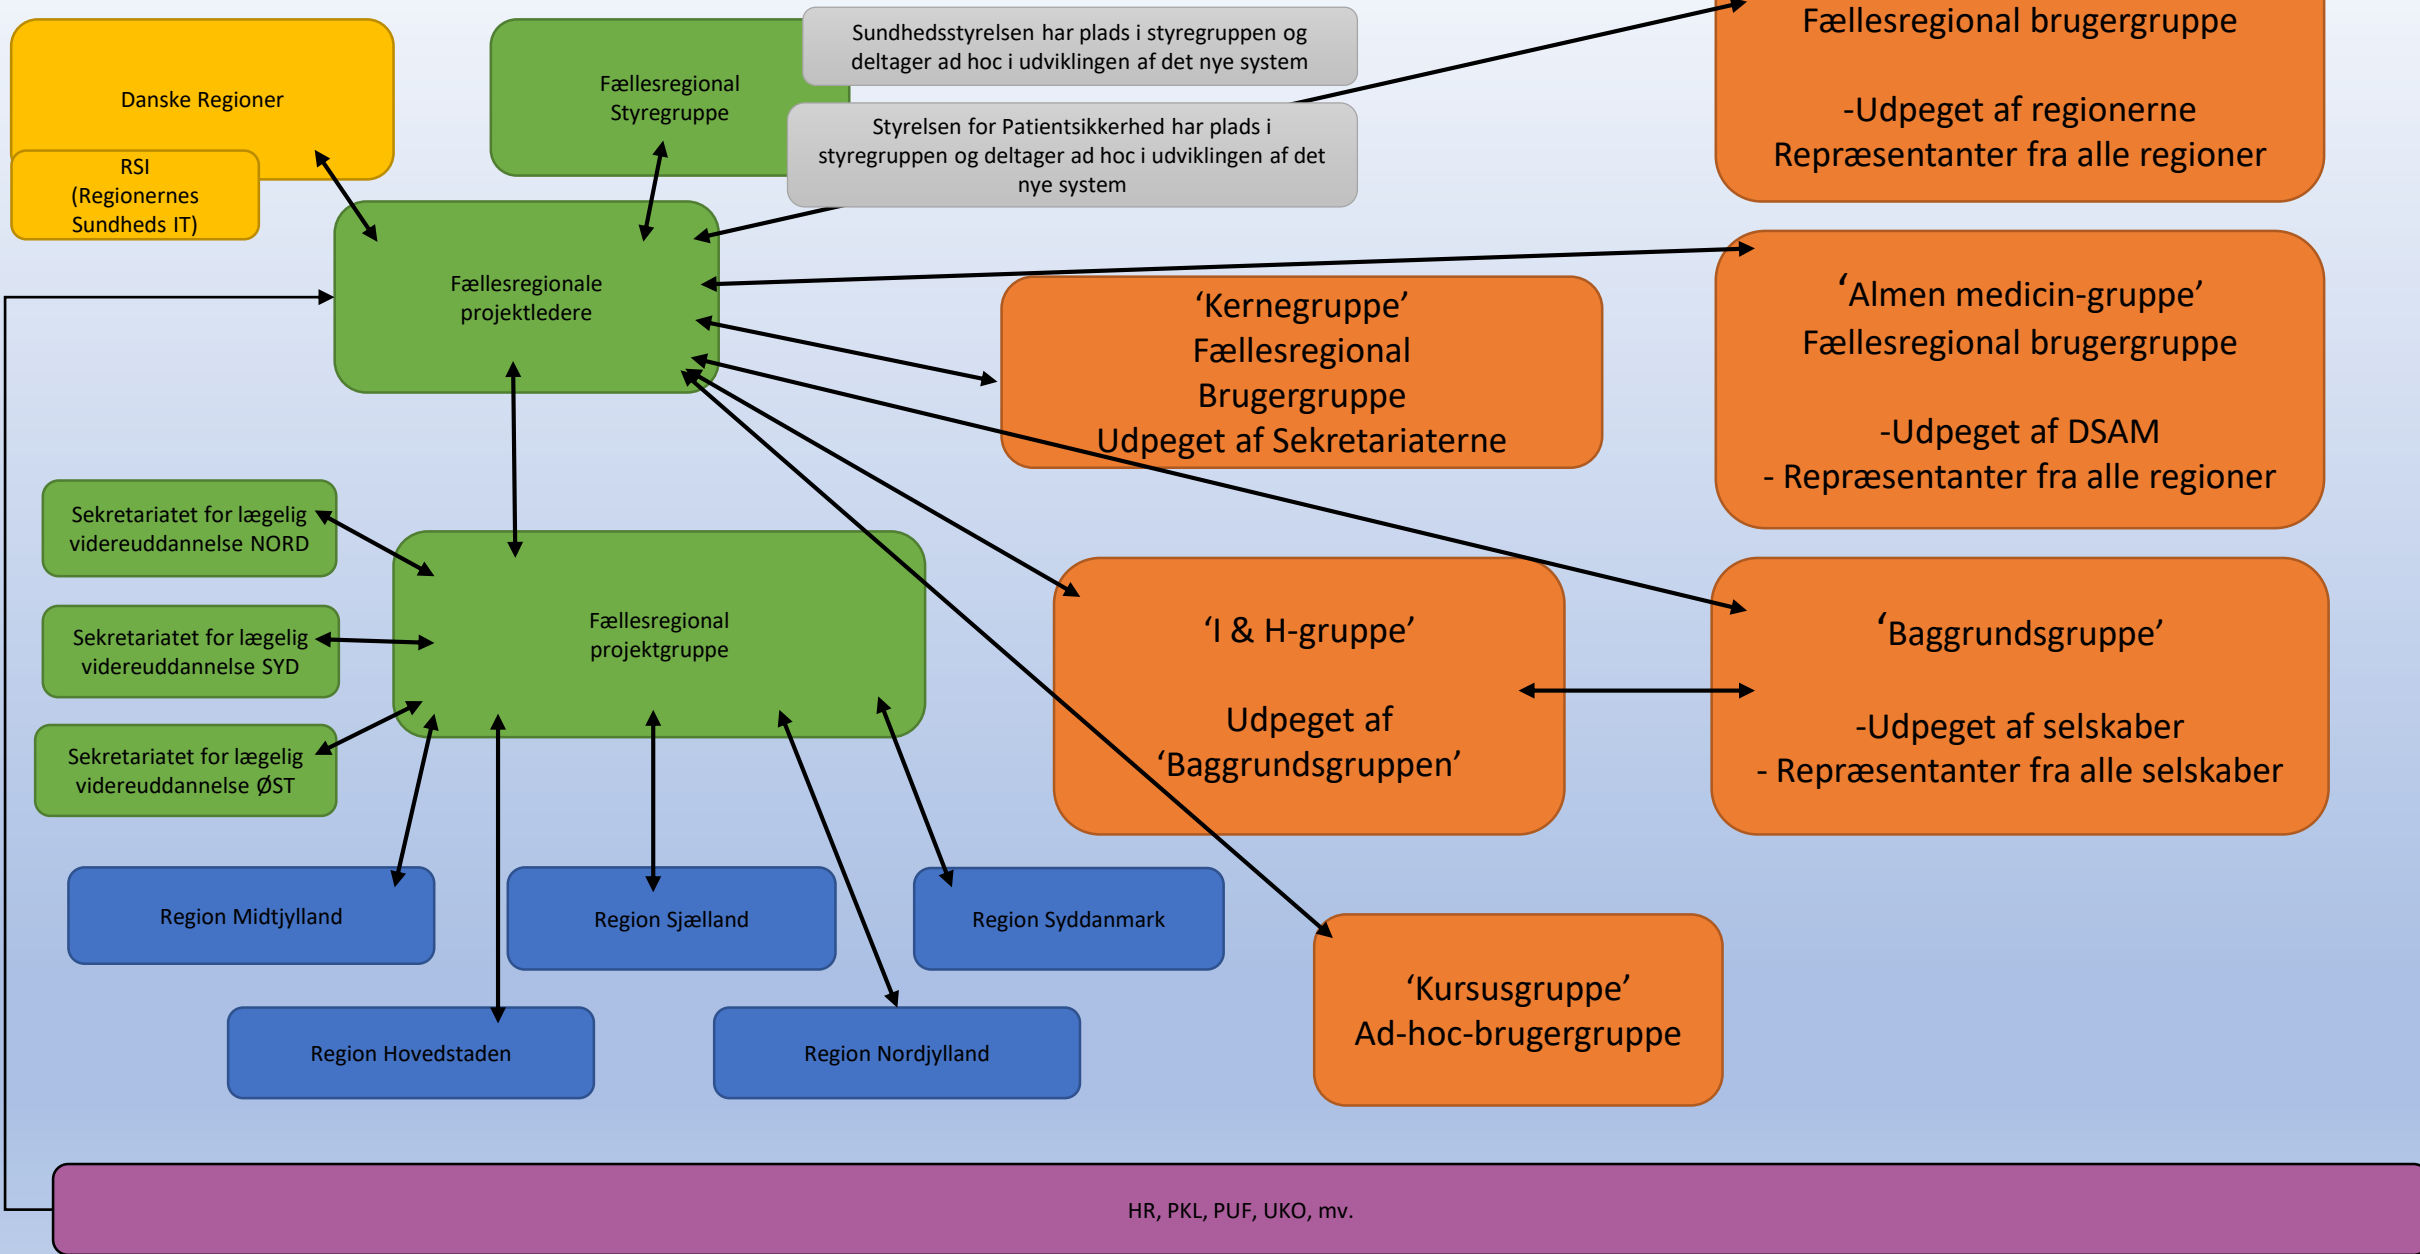 Danske Regioner
RSI
(Regionernes
Sundheds IT)
Fællesregional
Styregruppe
Sundhedsstyrelsen har plads i styregruppen og
deltager ad hoc i udviklingen af det nye system
Styrelsen for Patientsikkerhed har plads i
styregruppen og deltager ad hoc i udviklingen af det
nye system
Fællesregional brugergruppe
-Udpeget af regionerne
Repræsentanter fra alle regioner
Fællesregionale
projektledere
‘Kernegruppe’
Fællesregional
Brugergruppe
Udpeget af Sekretariaterne
‘Almen medicin-gruppe’
Fællesregional brugergruppe
-Udpeget af DSAM
- Repræsentanter fra alle regioner
Sekretariatet for lægelig
videreuddannelse NORD
Sekretariatet for lægelig
videreuddannelse SYD
Sekretariatet for lægelig
videreuddannelse ØST
Fællesregional
projektgruppe
‘I & H-gruppe’
Udpeget af
‘Baggrundsgruppen’
‘Baggrundsgruppe’
-Udpeget af selskaber
- Repræsentanter fra alle selskaber
Region Midtjylland
Region Sjælland
Region Syddanmark
Region Hovedstaden
Region Nordjylland
‘Kursusgruppe’
Ad-hoc-brugergruppe
HR, PKL, PUF, UKO, mv.